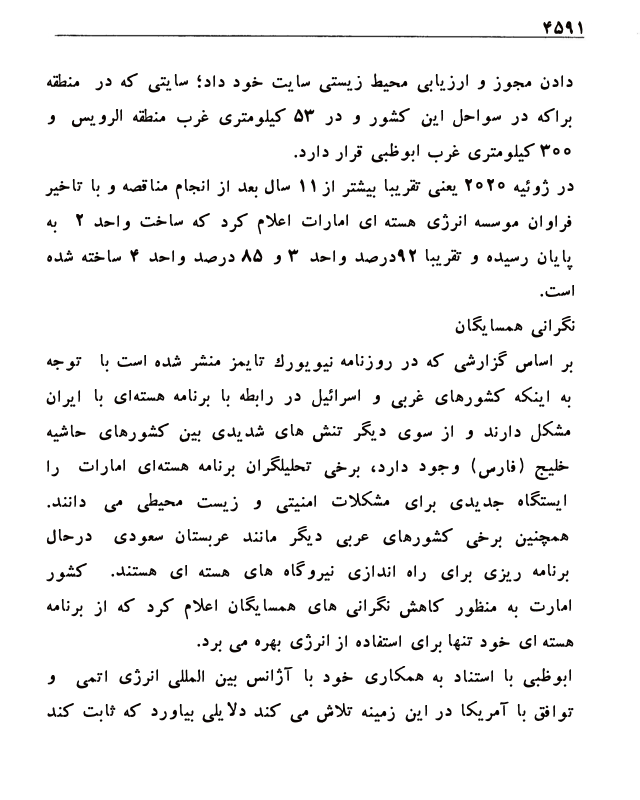 ۴۵۹۱
دادن مجوز و ارزیابی محیط زیستی سایت خود داد؛ سایتی که در منطقه
براکه در سواحل این کشور و در ۵۳ کیلومتری غرب منطقه الرویس و
۳۰۰ کیلومتری غرب ابوظبی قرار دارد.
در ژوئیه ۲۰۲۰ یعنی تقریبا بیشتر از ۱۱ سال بعد از انجام مناقصه و با تاخیر
فراوان موسسه انرژی هسته ای امارات اعلام کرد که ساخت واحد ۲ به
پایان رسیده و تقریبا ۹۲درصد واحد ۳ و ۸۵ درصد واحد ۴ ساخته شده
است.
نگرانی همسایگان
بر اساس گزارشی که در روزنامه نیویورك تایمز منشر شده است با توجه
به اینکه کشورهای غربی و اسرائیل در رابطه با برنامه هسته‌ای با ایران
مشکل دارند و از سوی دیگر تنش های شدیدی بین کشورهای حاشیه
خلیج (فارس) وجود دارد، برخی تحلیلگران برنامه هسته‌ای امارات را
ایستگاه جدیدی برای مشکلات امنیتی و زیست محیطی می دانند.
همچنین برخی کشورهای عربی دیگر مانند عربستان سعودی درحال
برنامه ریزی برای راه اندازی نیروگاه های هسته ای هستند. کشور
امارت به منظور کاهش نگرانی های همسایگان اعلام کرد که از برنامه
هسته ای خود تنها برای استفاده از انرژی بهره می برد.
ابوظبی با استناد به همکاری خود با آژانس بین المللی انرژی اتمی و
توافق با آمریکا در این زمینه تلاش می کند دلایلی بیاورد که ثابت کند